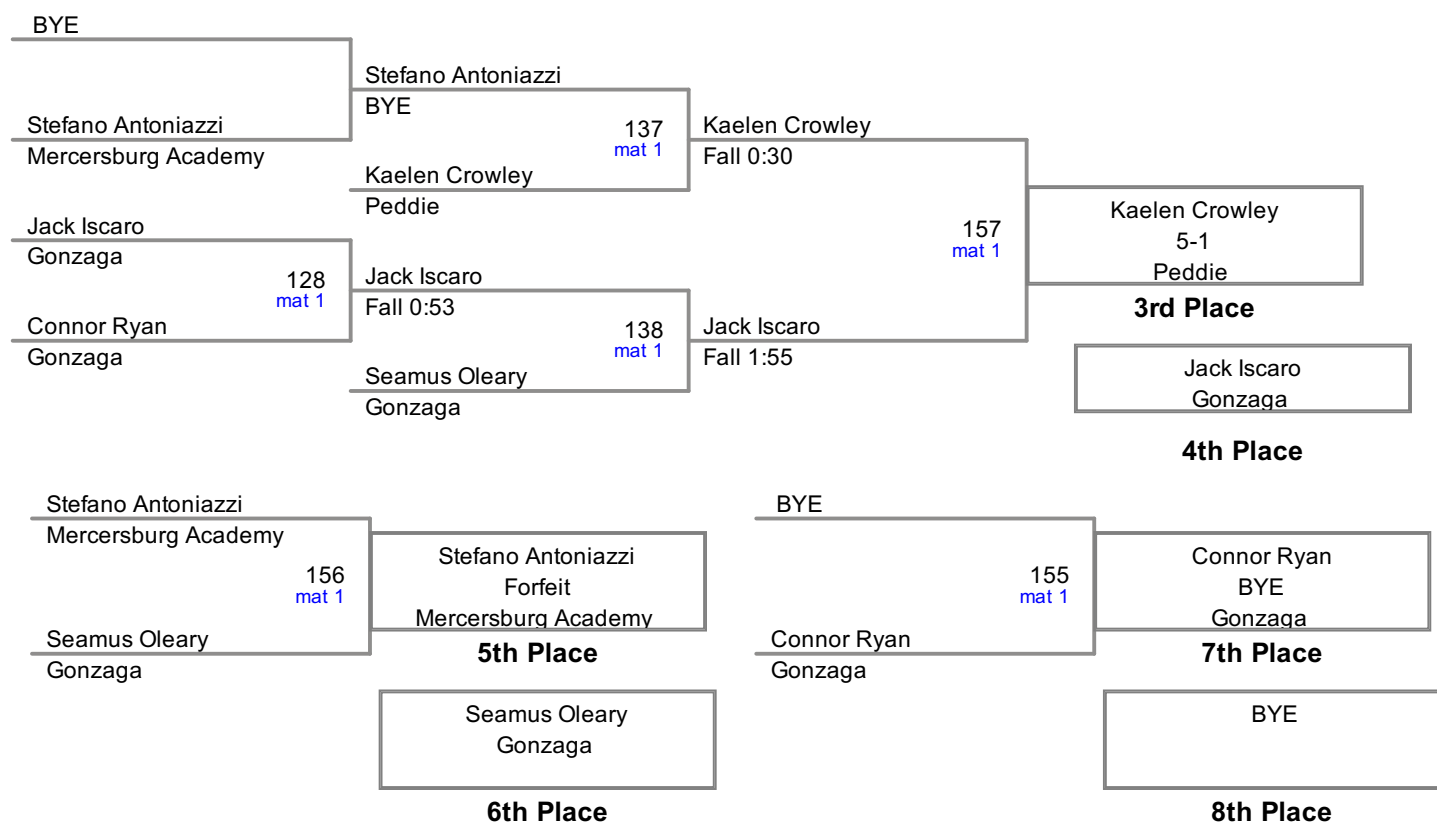 BYE
Stefano Antoniazzi
BYE
Stefano Antoniazzi
Mercersburg Academy
137
mat 1
Kaelen Crowley
Fall 0:30
Kaelen Crowley
Peddie
Jack Iscaro
Gonzaga
157
mat 1
Kaelen Crowley
5-1
Peddie
3rd Place
128
mat 1
Jack Iscaro
Fall 0:53
Connor Ryan
Gonzaga
138
mat 1
Jack Iscaro
Fall 1:55
Seamus Oleary
Gonzaga
Jack Iscaro
Gonzaga
4th Place
Stefano Antoniazzi
Mercersburg Academy
156
mat 1
Stefano Antoniazzi
Forfeit
Mercersburg Academy
Seamus Oleary
Gonzaga
5th Place
Seamus Oleary
Gonzaga
6th Place
BYE
155
mat 1
Connor Ryan
BYE
Gonzaga
Connor Ryan
Gonzaga
7th Place
BYE
8th Place